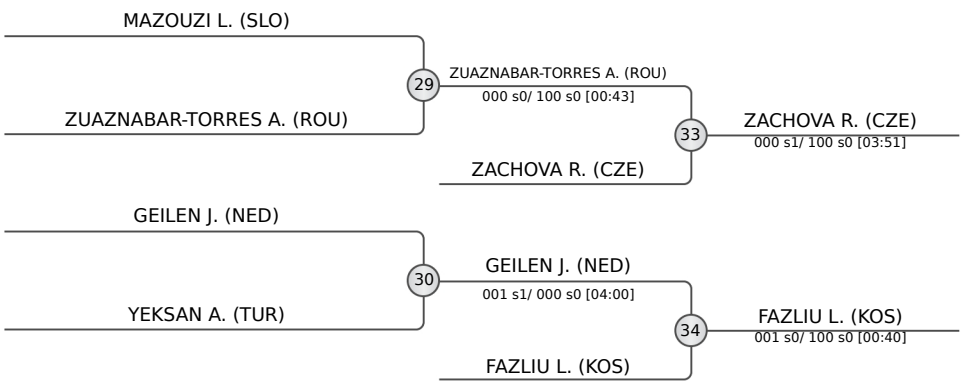 MAZOUZI L. (SLO)
29
ZUAZNABAR-TORRES A. (ROU)
000 s0/ 100 s0 [00:43]
ZUAZNABAR-TORRES A. (ROU)
33
ZACHOVA R. (CZE)
000 s1/ 100 s0 [03:51]
ZACHOVA R. (CZE)
GEILEN J. (NED)
30
GEILEN J. (NED)
001 s1/ 000 s0 [04:00]
YEKSAN A. (TUR)
34
FAZLIU L. (KOS)
001 s0/ 100 s0 [00:40]
FAZLIU L. (KOS)